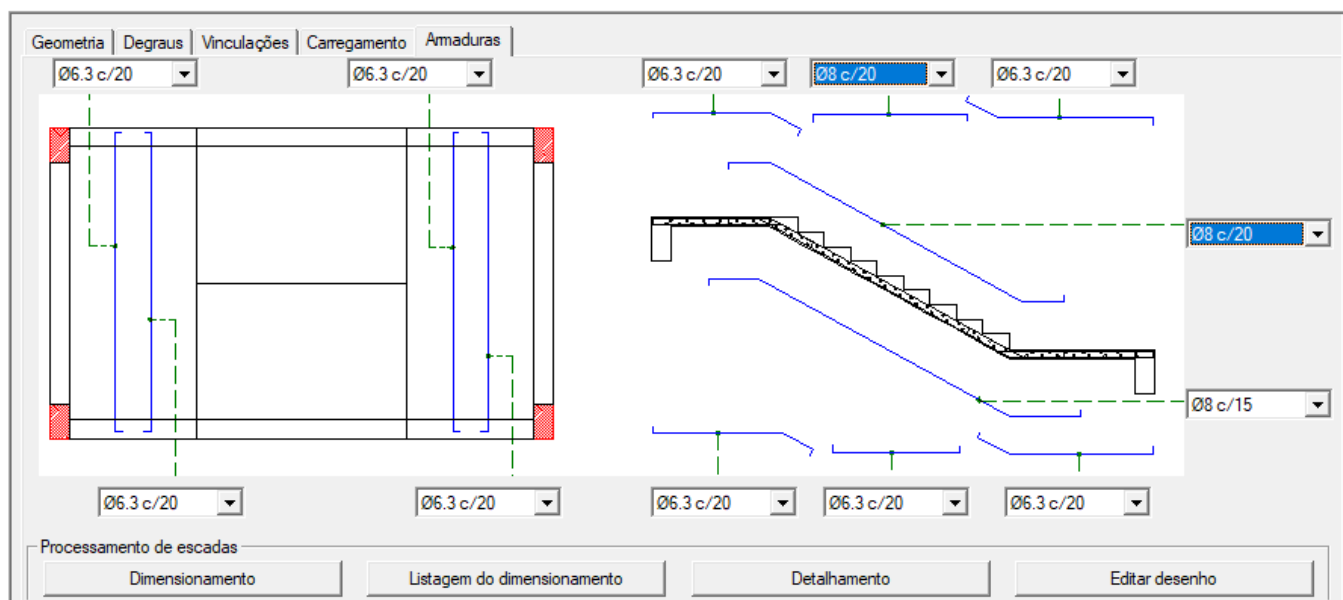 Geometria Degraus Vinculações Carregamento Armaduras
Ø6.3 c/20 Ø6.3 c/20 Ø6.3 c/20 Ø8 c/20 Ø6.3 c/20
Ø8 c/20
Ø8 c/15
Ø6.3 c/20 Ø6.3 c/20 Ø6.3 c/20 Ø6.3 c/20 Ø6.3 c/20
Processamento de escadas
Dimensionamento Listagem do dimensionamento Detalhamento Editar desenho